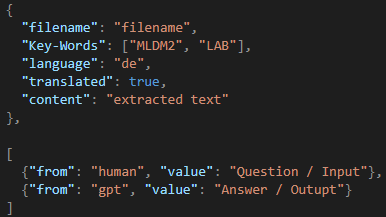 {
  "filename": "filename",
  "Key-Words": ["MLDM2", "LAB"],
  "language": "de",
  "translated": true,
  "content": "extracted text"
},
[
  {"from": "human", "value": "Question / Input"},
  {"from": "gpt", "value": "Answer / Outupt"}
]